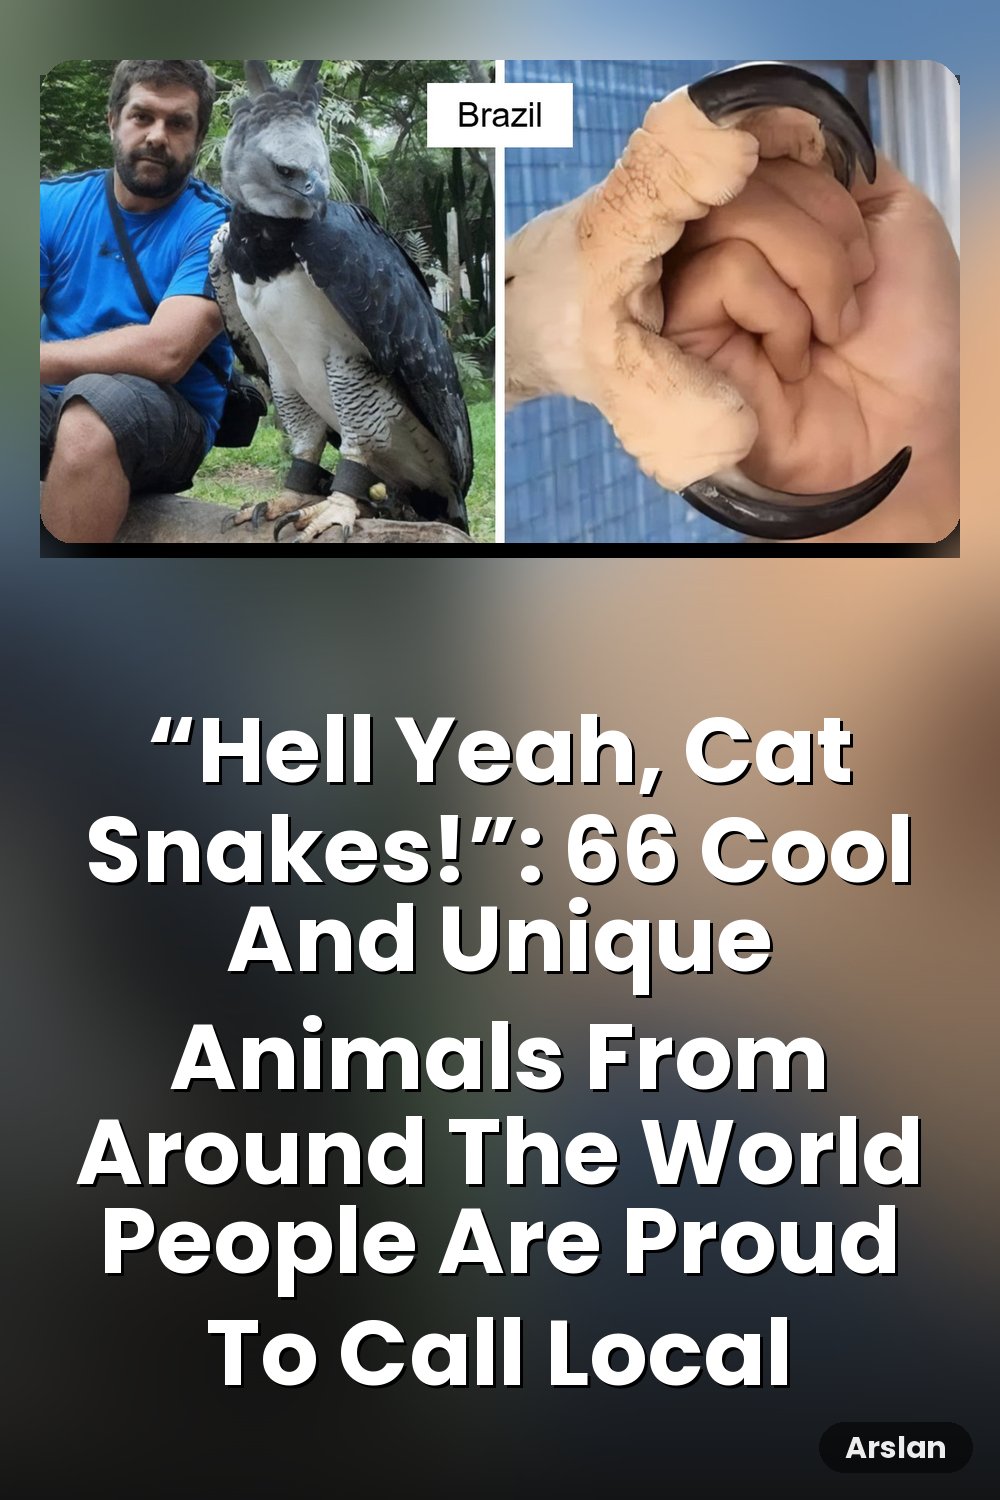 Brazil
“Hell Yeah, Cat
Snakes!”: 66 Cool
And Unique
Animals From
Around The World
People Are Proud
To Call Local
Arslan